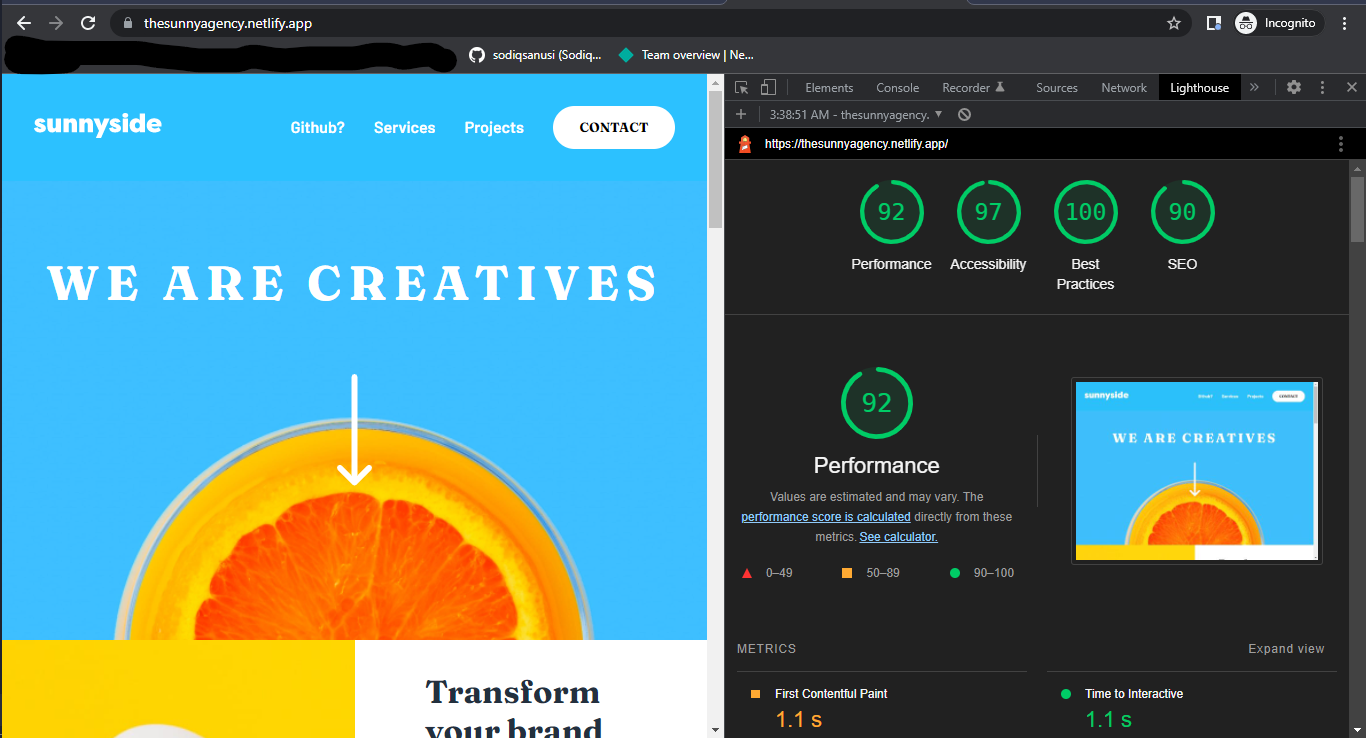 thesunnyagency.netlify.app
Incognito
sodiqsanusi (Sodiq...
Team overview | Ne...
sunnyside
Github?
Services
Projects
CONTACT
WE ARE CREATIVES
Transform
your brand
Elements
Console
Recorder
Sources
Network
Lighthouse
3:38:51 AM - thesunnyagency.
https://thesunnyagency.netlify.app/
92
97
100
90
Performance
Accessibility
Best
Practices
SEO
92
Performance
Values are estimated and may vary. The
performance score is calculated directly from these
metrics. See calculator.
0–49
50–89
90–100
sunnyside
Github?
Services
Projects
CONTACT
WE ARE CREATIVES
METRICS
Expand view
First Contentful Paint
1.1 s
Time to Interactive
1.1 s